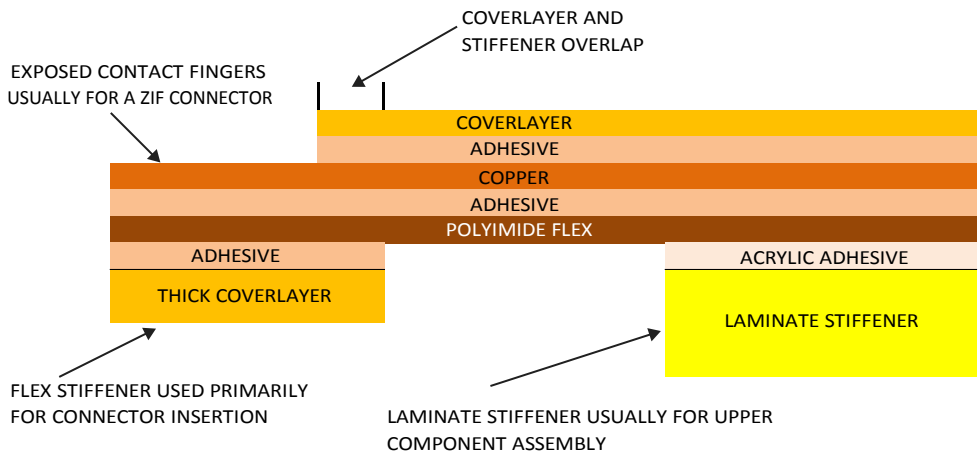 COVERLAYER AND
STIFFENER OVERLAP
EXPOSED CONTACT FINGERS
USUALLY FOR A ZIF CONNECTOR
COVERLAYER
ADHESIVE
COPPER
ADHESIVE
POLYIMIDE FLEX
ADHESIVE
ACRYLIC ADHESIVE
THICK COVERLAYER
LAMINATE STIFFENER
FLEX STIFFENER USED PRIMARILY
FOR CONNECTOR INSERTION
LAMINATE STIFFENER USUALLY FOR UPPER
COMPONENT ASSEMBLY